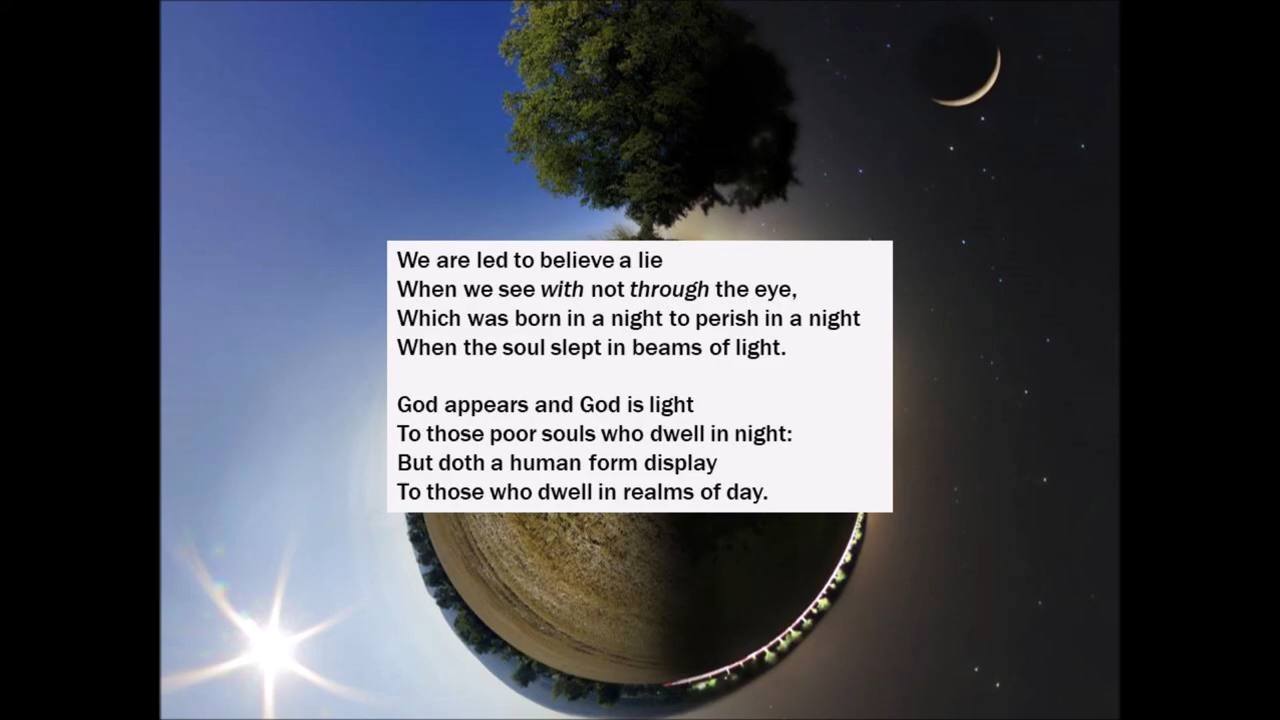 We are led to believe a lie
When we see with not through the eye,
Which was born in a night to perish in a night
When the soul slept in beams of light.

God appears and God is light
To those poor souls who dwell in night:
But doth a human form display
To those who dwell in realms of day.